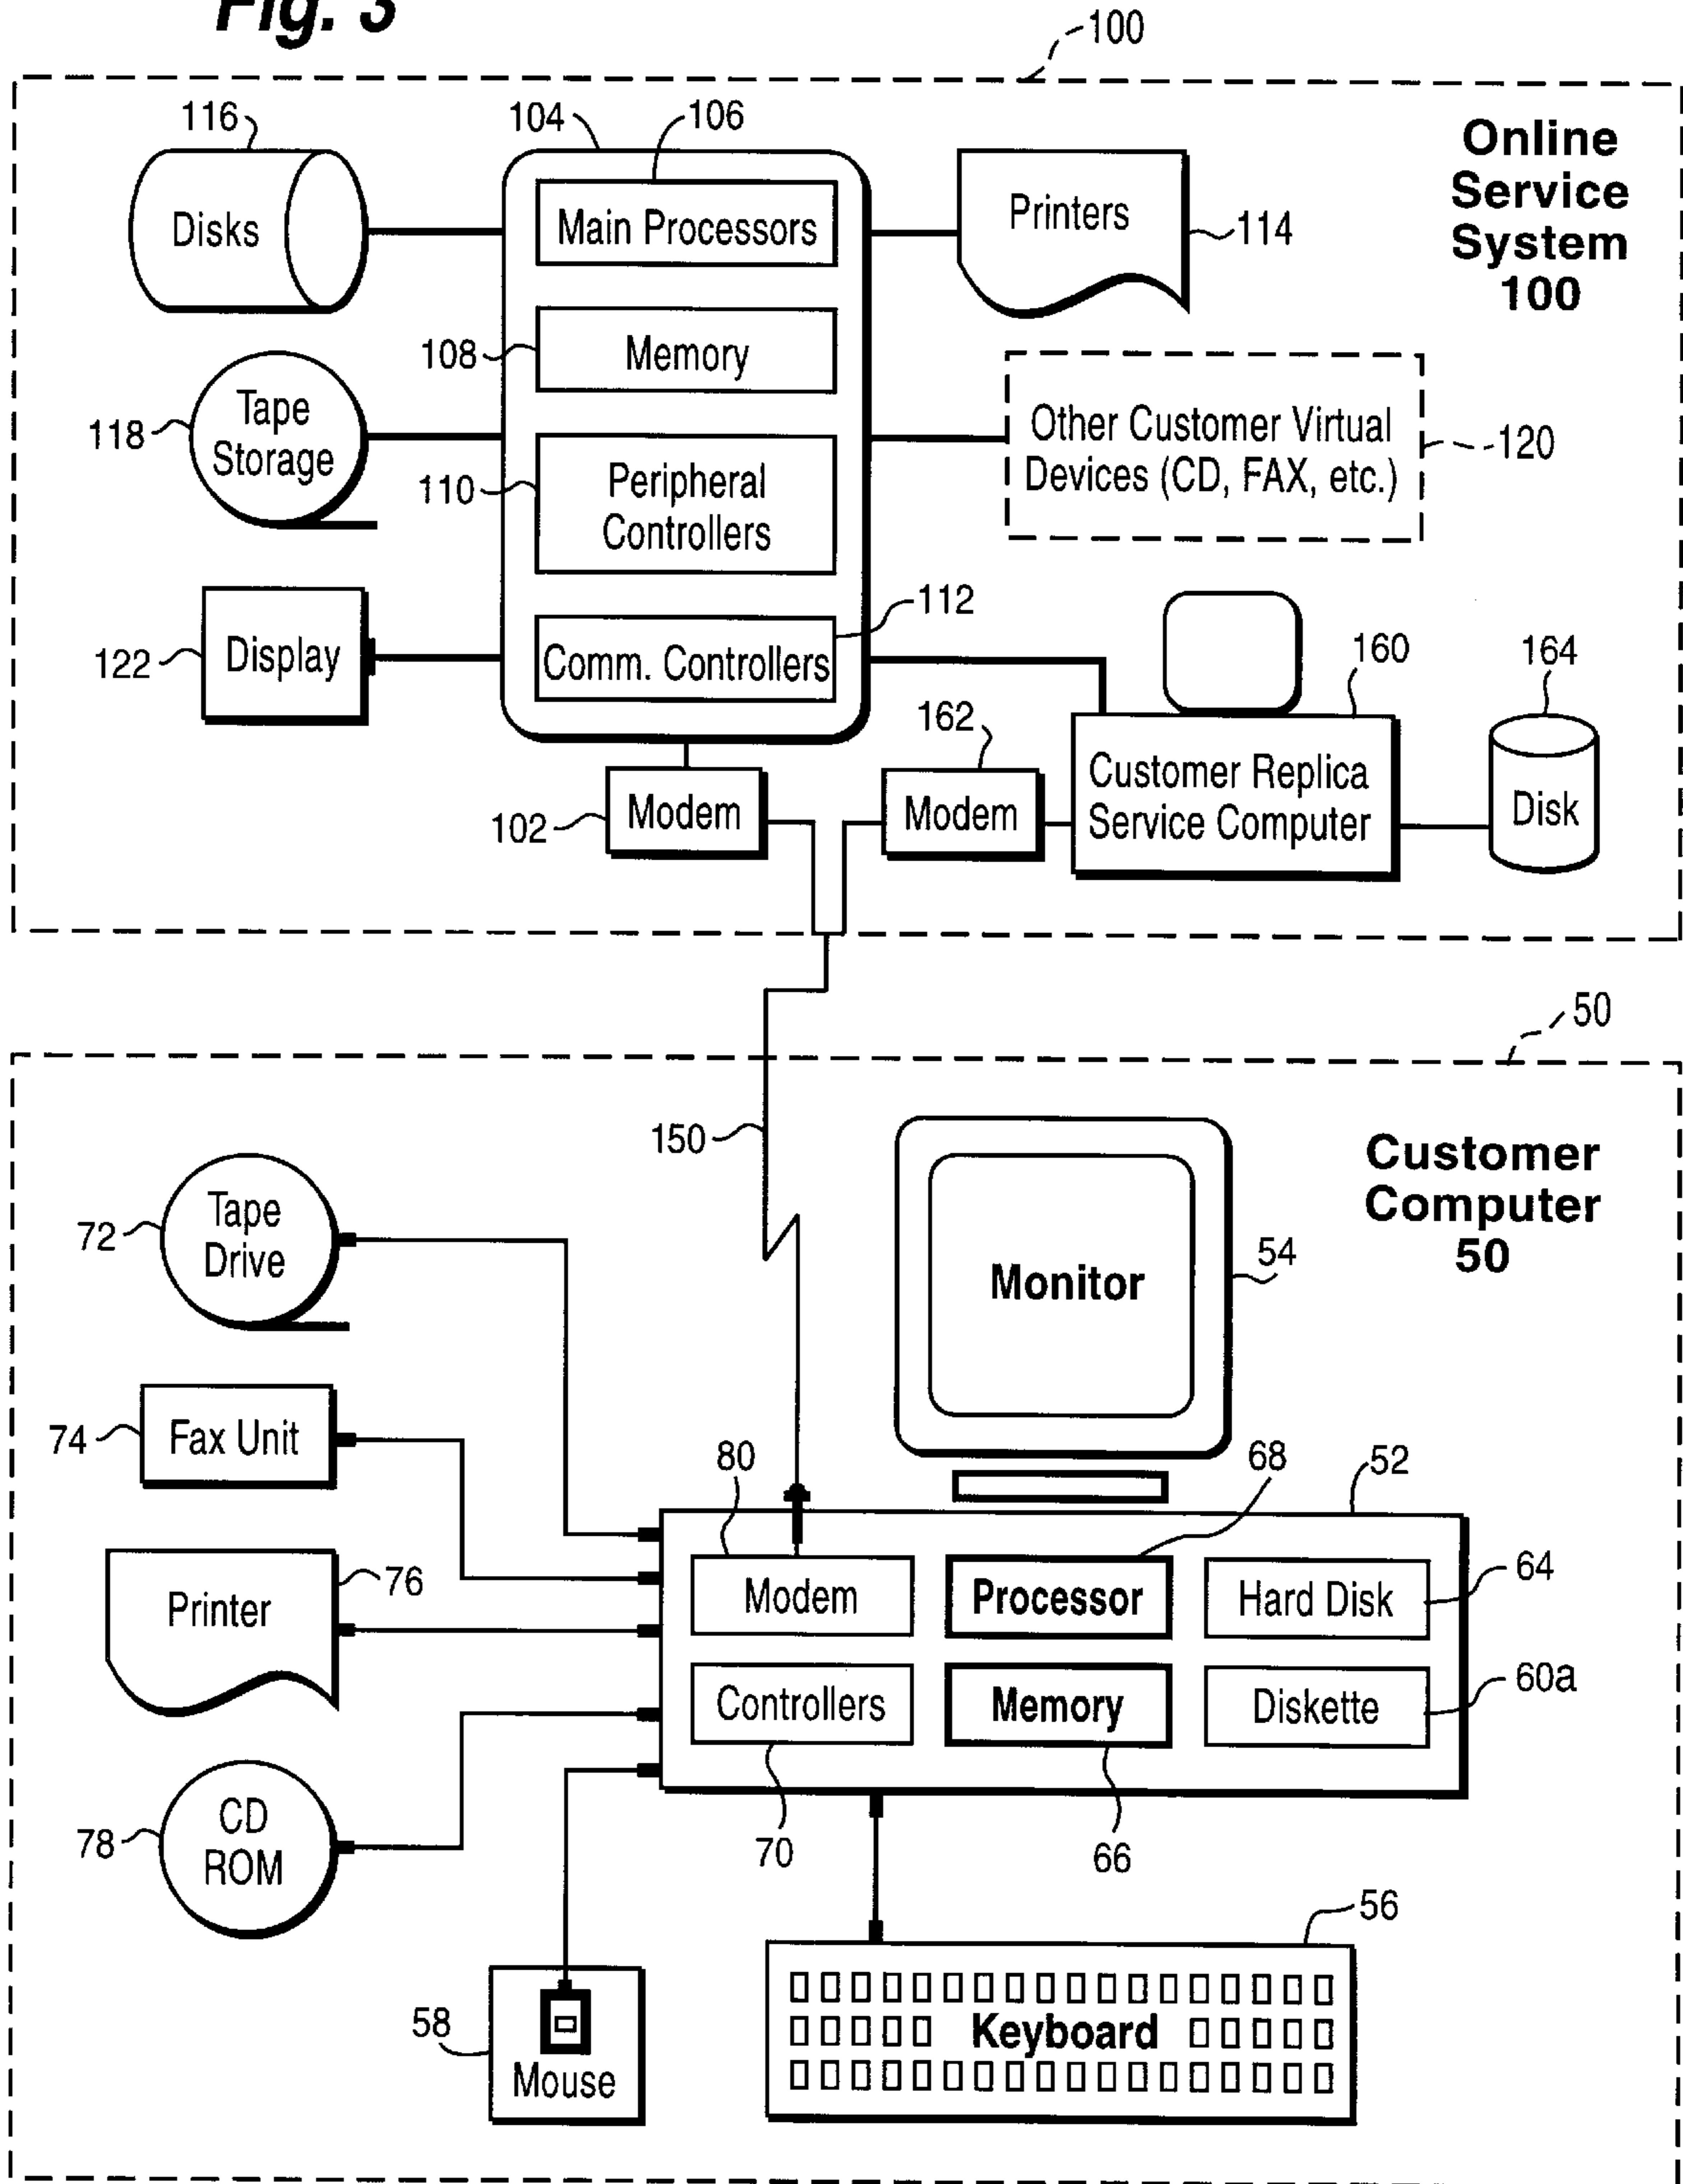 Fig. 3
100
116
104
106
Online
Service
System
100
Disks
Main Processors
Printers
114
108
Memory
118
Tape
Storage
110
Peripheral
Controllers
Other Customer Virtual
Devices (CD, FAX, etc.)
120
112
122
Display
Comm. Controllers
160
164
162
102
Modem
Modem
Customer Replica
Service Computer
Disk
50
150
Customer
Computer
50
72
Tape
Drive
54
Monitor
74
Fax Unit
80
68
52
76
Printer
Modem
Processor
Hard Disk
64
Controllers
Memory
Diskette
60a
78
CD
ROM
70
66
56
58
Mouse
Keyboard